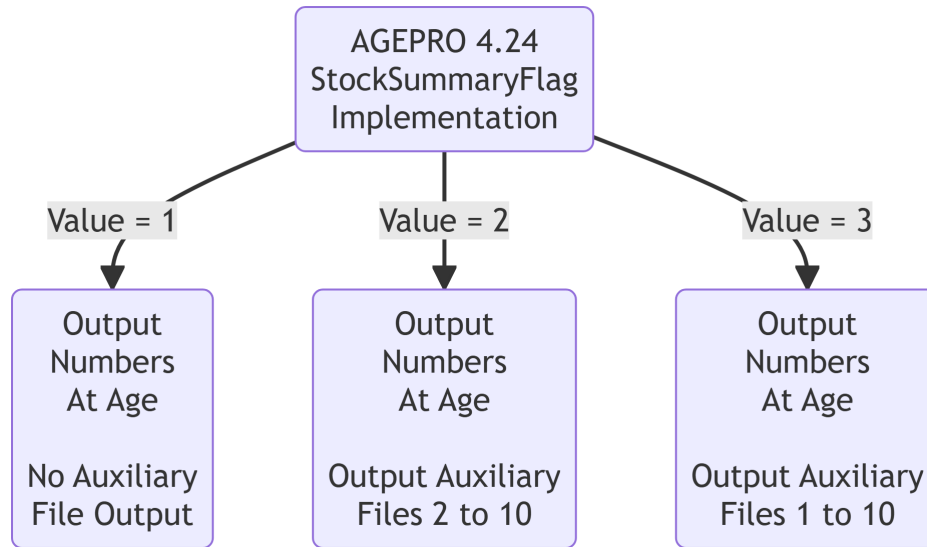 AGEPRO 4.24
StockSummaryFlag
Implementation
Value = 1
Value = 2
Value = 3
Output
Numbers
At Age
No Auxiliary
File Output
Output
Numbers
At Age
Output Auxiliary
Files 2 to 10
Output
Numbers
At Age
Output Auxiliary
Files 1 to 10